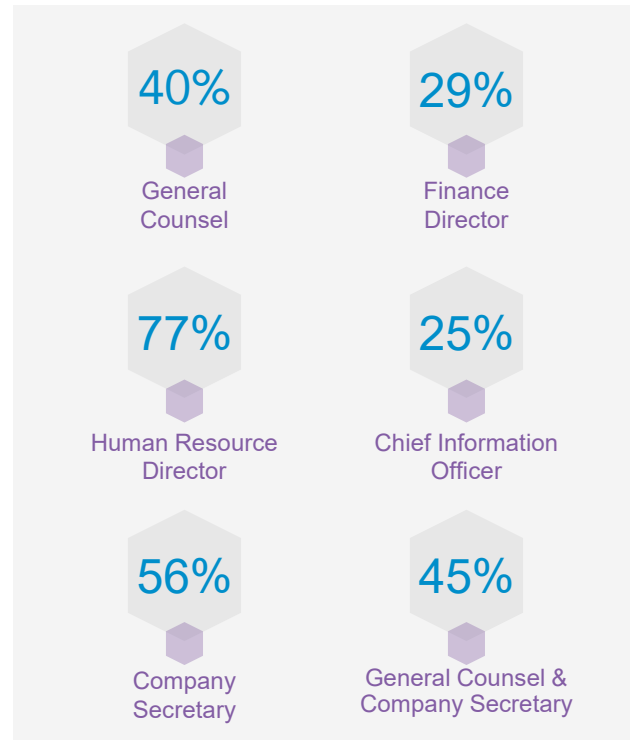 40%
General
Counsel
29%
Finance
Director
77%
Human Resource
Director
25%
Chief Information
Officer
56%
Company
Secretary
45%
General Counsel &
Company Secretary